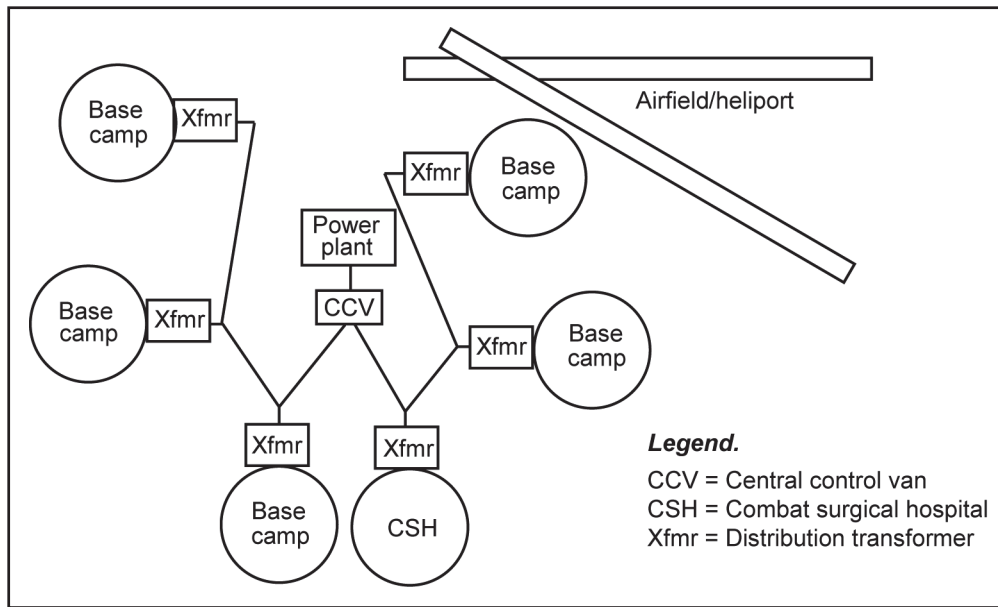 Airfield/heliport
Base
camp
Xfmr
Xfmr
Base
camp
Power
plant
CCV
Base
camp
Xfmr
Xfmr
Base
camp
Xfmr
Base
camp
Xfmr
CSH
Legend.
CCV = Central control van
CSH = Combat surgical hospital
Xfmr = Distribution transformer